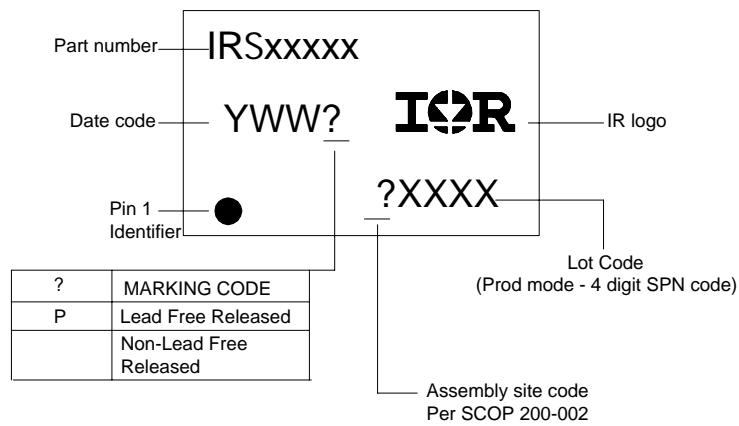 Part number
IRSxxxxx
Date code
YWW?
IOR
IR logo
?XXXX
Pin 1
Identifier
Lot Code
(Prod mode - 4 digit SPN code)
? MARKING CODE
P Lead Free Released
Non-Lead Free
Released
Assembly site code
Per SCOP 200-002